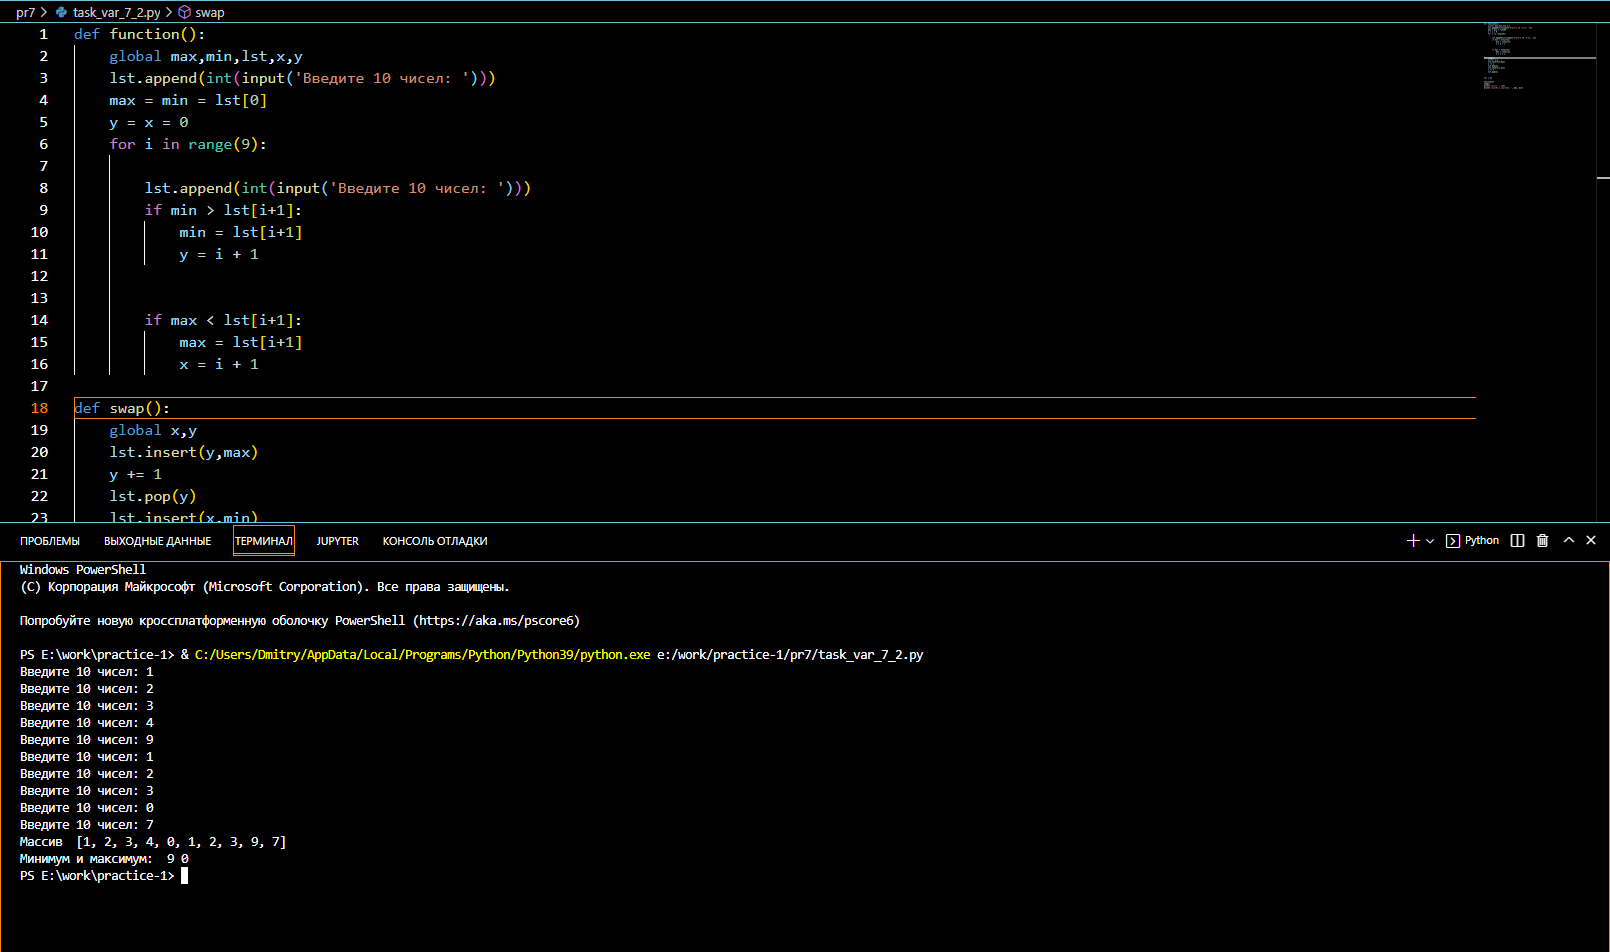 pr7 > task_var_7_2.py > swap
1 def function():
2 global max,min,lst,x,y
3 lst.append(int(input('Введите 10 чисел: ')))
4 max = min = lst[0]
5 y = x = 0
6 for i in range(9):
7
8 lst.append(int(input('Введите 10 чисел: ')))
9 if min > lst[i+1]:
10 min = lst[i+1]
11 y = i + 1
12
13
14 if max < lst[i+1]:
15 max = lst[i+1]
16 x = i + 1
17
18 def swap():
19 global x,y
20 lst.insert(y,max)
21 y += 1
22 lst.pop(y)
23 lst.insert(x,min)
ПРОБЛЕМЫ ВЫХОДНЫЕ ДАННЫЕ ТЕРМИНАЛ JUPYTER КОНСОЛЬ ОТЛАДКИ Python
Windows PowerShell
(C) Корпорация Майкрософт (Microsoft Corporation). Все права защищены.
Попробуйте новую кроссплатформенную оболочку PowerShell (https://aka.ms/pscore6)
PS E:\work\practice-1> & C:/Users/Dmitry/AppData/Local/Programs/Python/Python39/python.exe e:/work/practice-1/pr7/task_var_7_2.py
Введите 10 чисел: 1
Введите 10 чисел: 2
Введите 10 чисел: 3
Введите 10 чисел: 4
Введите 10 чисел: 9
Введите 10 чисел: 1
Введите 10 чисел: 2
Введите 10 чисел: 3
Введите 10 чисел: 0
Введите 10 чисел: 7
Массив  [1, 2, 3, 4, 0, 1, 2, 3, 9, 7]
Минимум и максимум:  9 0
PS E:\work\practice-1>